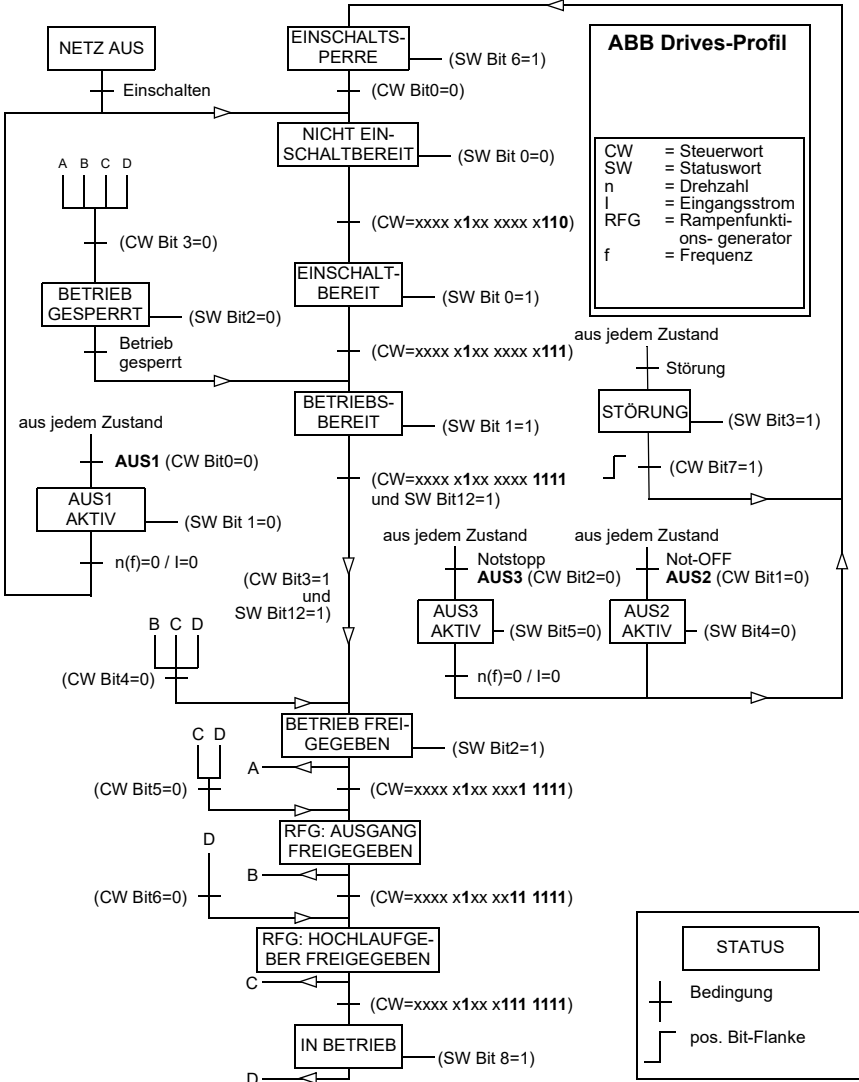 NETZ AUS
Einschalten
EINSCHALTS-
PERRE
(SW Bit 6=1)
(CW Bit0=0)
NICHT EIN-
SCHALTBEREIT
(SW Bit 0=0)
ABB Drives-Profil
CW = Steuerwort
SW = Statuswort
n = Drehzahl
I = Eingangsstrom
RFG = Rampenfunkti-
ons- generator
f = Frequenz
A B C D
(CW Bit 3=0)
BETRIEB
GESPERRT
(SW Bit2=0)
Betrieb
gesperrt
(CW=xxxx x1xx xxxx x110)
EINSCHALT-
BEREIT
(SW Bit 0=1)
(CW=xxxx x1xx xxxx x111)
BETRIEBS-
BEREIT
(SW Bit 1=1)
(CW=xxxx x1xx xxxx 1111
und SW Bit12=1)
aus jedem Zustand
Störung
STÖRUNG
(SW Bit3=1)
(CW Bit7=1)
aus jedem Zustand
AUS1 (CW Bit0=0)
AUS1
AKTIV
(SW Bit 1=0)
n(f)=0 / I=0
(CW Bit3=1
und
SW Bit12=1)
aus jedem Zustand
Notstopp
AUS3 (CW Bit2=0)
AUS3
AKTIV
(SW Bit5=0)
n(f)=0 / I=0
aus jedem Zustand
Not-OFF
AUS2 (CW Bit1=0)
AUS2
AKTIV
(SW Bit4=0)
B C D
(CW Bit4=0)
BETRIEB FREI-
GEGEBEN
(SW Bit2=1)
C D
A
(CW Bit5=0)
(CW=xxxx x1xx xxx1 1111)
RFG: AUSGANG
FREIGEGEBEN
D
B
(CW Bit6=0)
(CW=xxxx x1xx xx11 1111)
RFG: HOCHLAUFGE-
BER FREIGEGEBEN
C
(CW=xxxx x1xx x111 1111)
IN BETRIEB
(SW Bit 8=1)
D
STATUS
Bedingung
pos. Bit-Flanke